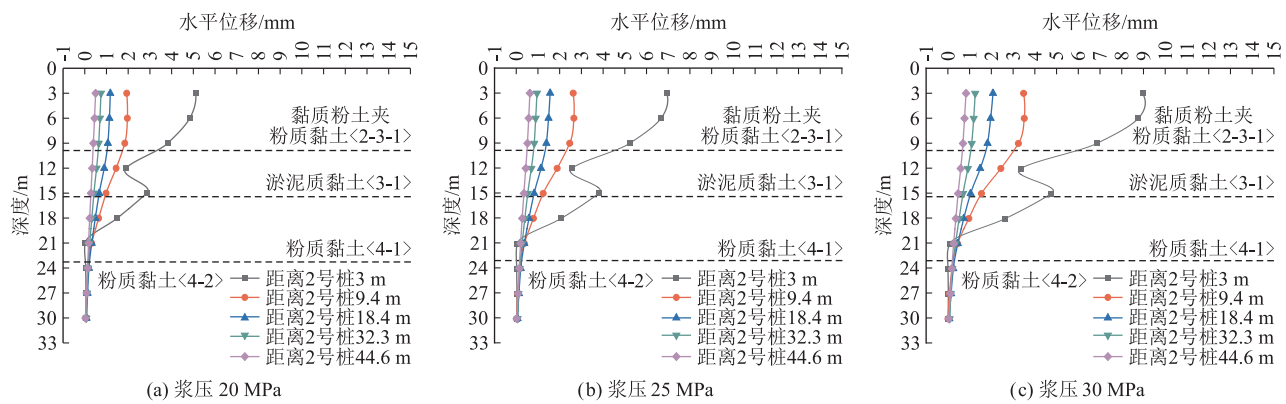 水平位移/mm
-1 0 1 2 3 4 5 6 7 8 9 10 11 12 13 14 15
0
3
6
9
12
15
18
21
24
27
30
33
深度/m
黏质粉土夹
粉质黏土<2-3-1>
淤泥质黏土<3-1>
粉质黏土<4-1>
粉质黏土<4-2>
距离2号桩3 m
距离2号桩9.4 m
距离2号桩18.4 m
距离2号桩32.3 m
距离2号桩44.6 m
(a) 浆压 20 MPa
水平位移/mm
-1 0 1 2 3 4 5 6 7 8 9 10 11 12 13 14 15
0
3
6
9
12
15
18
21
24
27
30
33
深度/m
黏质粉土夹
粉质黏土<2-3-1>
淤泥质黏土<3-1>
粉质黏土<4-1>
粉质黏土<4-2>
距离2号桩3 m
距离2号桩9.4 m
距离2号桩18.4 m
距离2号桩32.3 m
距离2号桩44.6 m
(b) 浆压 25 MPa
水平位移/mm
-1 0 1 2 3 4 5 6 7 8 9 10 11 12 13 14 15
0
3
6
9
12
15
18
21
24
27
30
33
深度/m
黏质粉土夹
粉质黏土<2-3-1>
淤泥质黏土<3-1>
粉质黏土<4-1>
粉质黏土<4-2>
距离2号桩3 m
距离2号桩9.4 m
距离2号桩18.4 m
距离2号桩32.3 m
距离2号桩44.6 m
(c) 浆压 30 MPa